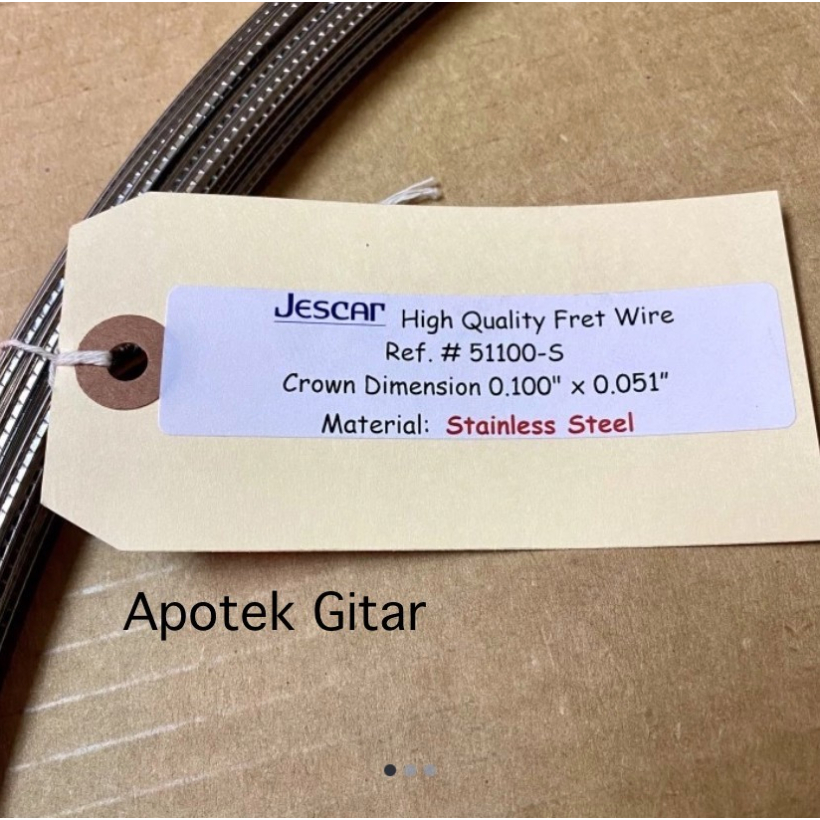 JESCAR High Quality Fret Wire
Ref. # 51100-S
Crown Dimension 0.100" x 0.051"
Material: Stainless Steel
Apotek Gitar